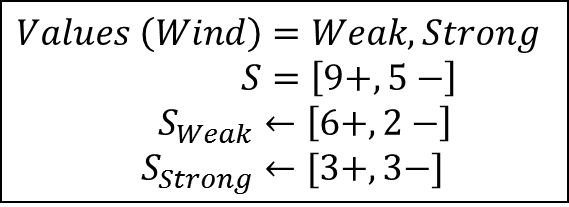 Values (Wind) = Weak, Strong
S = [9+, 5 −]
S_Weak ← [6+, 2 −]
S_Strong ← [3+, 3−]